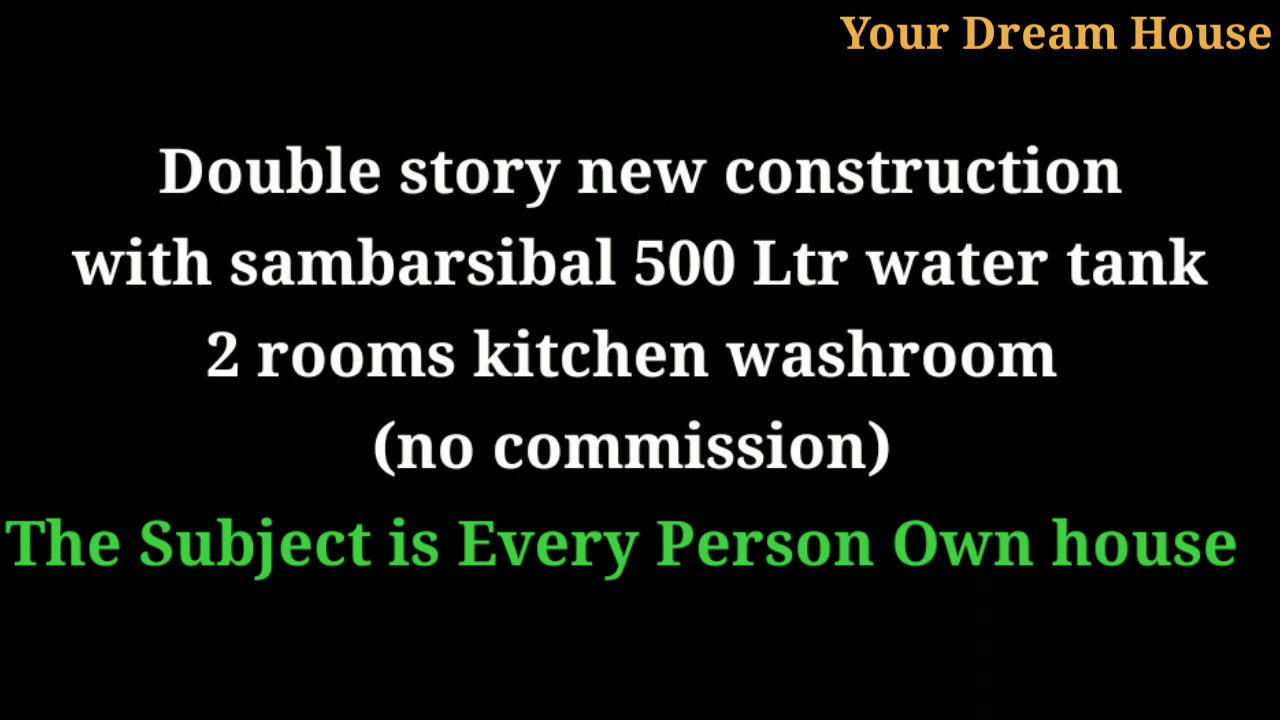 Your Dream House
Double story new construction
with sambarsibal 500 Ltr water tank
2 rooms kitchen washroom
(no commission)
The Subject is Every Person Own house